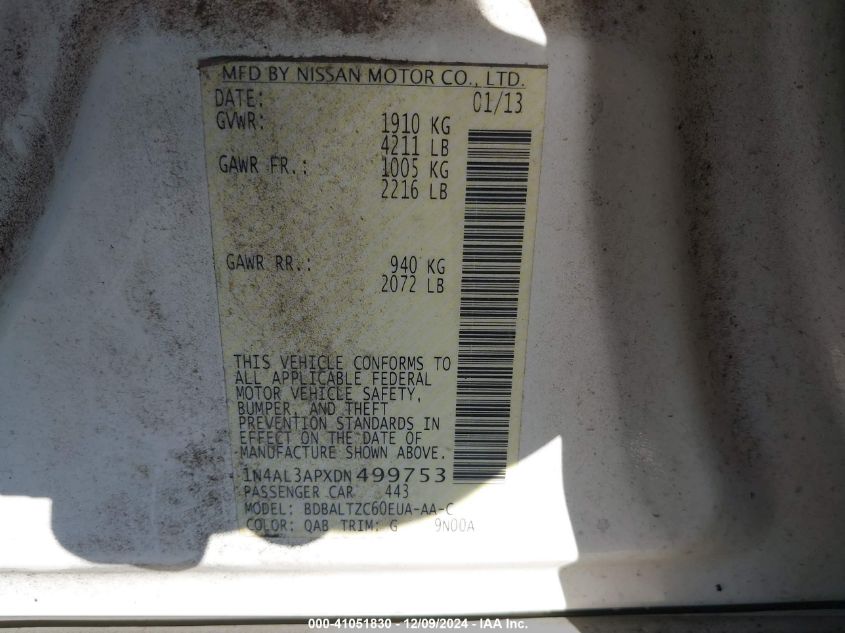 MFD BY NISSAN MOTOR CO., LTD.
DATE: 01/13
GVWR: 1910 KG
4211 LB
GAWR FR.: 1005 KG
2216 LB
GAWR RR.: 940 KG
2072 LB
THIS VEHICLE CONFORMS TO
ALL APPLICABLE FEDERAL
MOTOR VEHICLE SAFETY,
BUMPER, AND THEFT
PREVENTION STANDARDS IN
EFFECT ON THE DATE OF
MANUFACTURE SHOWN ABOVE.
1N4AL3APXDN499753
PASSENGER CAR 443
MODEL: BDBALTZC60EUA-AA-C
COLOR: QAB TRIM: G 9N00A
000-41051830 - 12/09/2024 - IAA Inc.